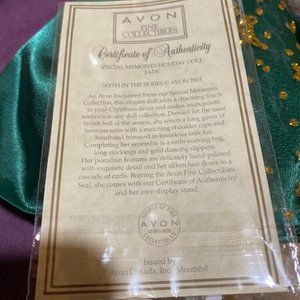 AVON
FINE
COLLECTIBLES
Certificate of Authenticity
SPECIAL MEMORIES HOLIDAY DOLL
JADE
SIXTH IN THE SERIES © AVON 2001
An Avon Exclusive! From our Special Memories
Collection, this elegant doll adds a charming touch
to your Christmas décor and makes an exquisite
addition to any doll collection. Dressed for the most
lavish ball of the season, she wears a long gown of
lustrous satin with a matching shoulder cape and
headband trimmed in luxurious faux fur.
Completing her ensemble is a satin evening bag,
long stockings and gold dancing slippers.
Her porcelain features are delicately hand-painted
with exquisite detail and her silken hair flows in a
cascade of curls. Bearing the Avon Fine Collectibles
Seal, she comes with our Certificate of Authenticity
and her own display stand.
AVON
COLLECTIBLES
Issued by
Avon Canada, Inc. Montréal